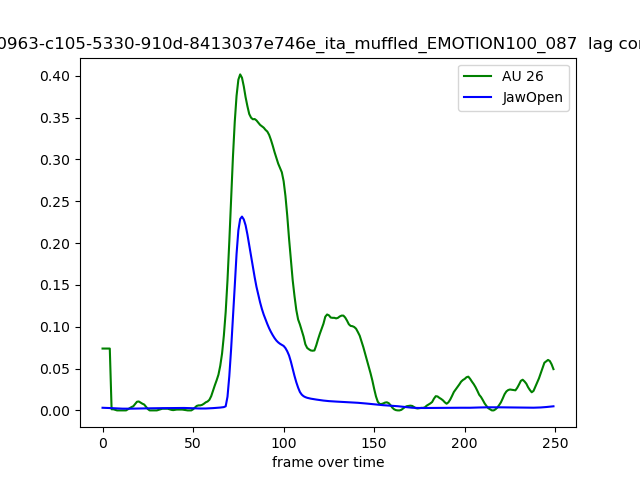 0963-c105-5330-910d-8413037e746e_ita_muffled_EMOTION100_087 lag
AU 26
JawOpen
0.40
0.35
0.30
0.25
0.20
0.15
0.10
0.05
0.00
0 50 100 150 200 250
frame over time